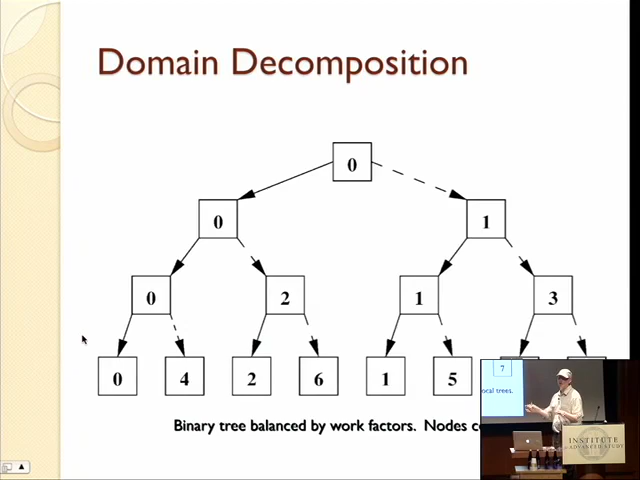 Domain Decomposition
0
0 1
0 2 1 3
0 4 2 6 1 5
7
ocal trees.
Binary tree balanced by work factors. Nodes c
INSTITUTE
ADVANCED STUDY